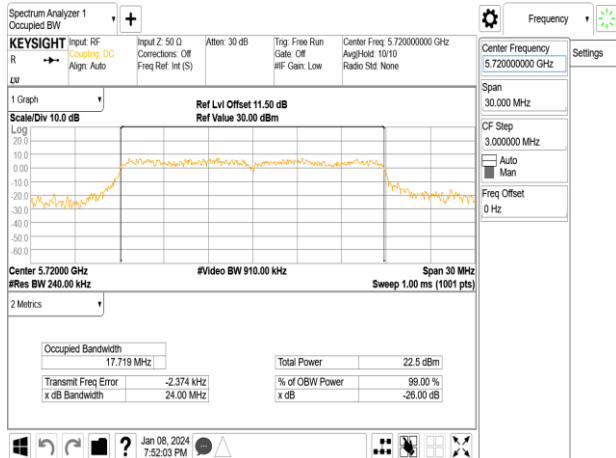 Spectrum Analyzer 1
Occupied BW
+
Frequency
KEYSIGHT
R
LXI
Input: RF
Coupling: DC
Align: Auto
Input Z: 50 Ω
Corrections: Off
Freq Ref: Int (S)
Atten: 30 dB
Trig: Free Run
Gate: Off
#IF Gain: Low
Center Freq: 5.720000000 GHz
Avg|Hold: 10/10
Radio Std: None
Center Frequency
5.720000000 GHz
Settings
Span
30.000 MHz
CF Step
3.000000 MHz
Auto
Man
Freq Offset
0 Hz
1 Graph
Scale/Div 10.0 dB
Ref Lvl Offset 11.50 dB
Ref Value 30.00 dBm
Log
20.0
10.0
0.00
-10.0
-20.0
-30.0
-40.0
-50.0
-60.0
Center 5.72000 GHz
#Res BW 240.00 kHz
#Video BW 910.00 kHz
Span 30 MHz
Sweep 1.00 ms (1001 pts)
2 Metrics
Occupied Bandwidth
17.719 MHz
Total Power 22.5 dBm
Transmit Freq Error -2.374 kHz
% of OBW Power 99.00 %
x dB Bandwidth 24.00 MHz
x dB -26.00 dB
?
Jan 08, 2024
7:52:03 PM